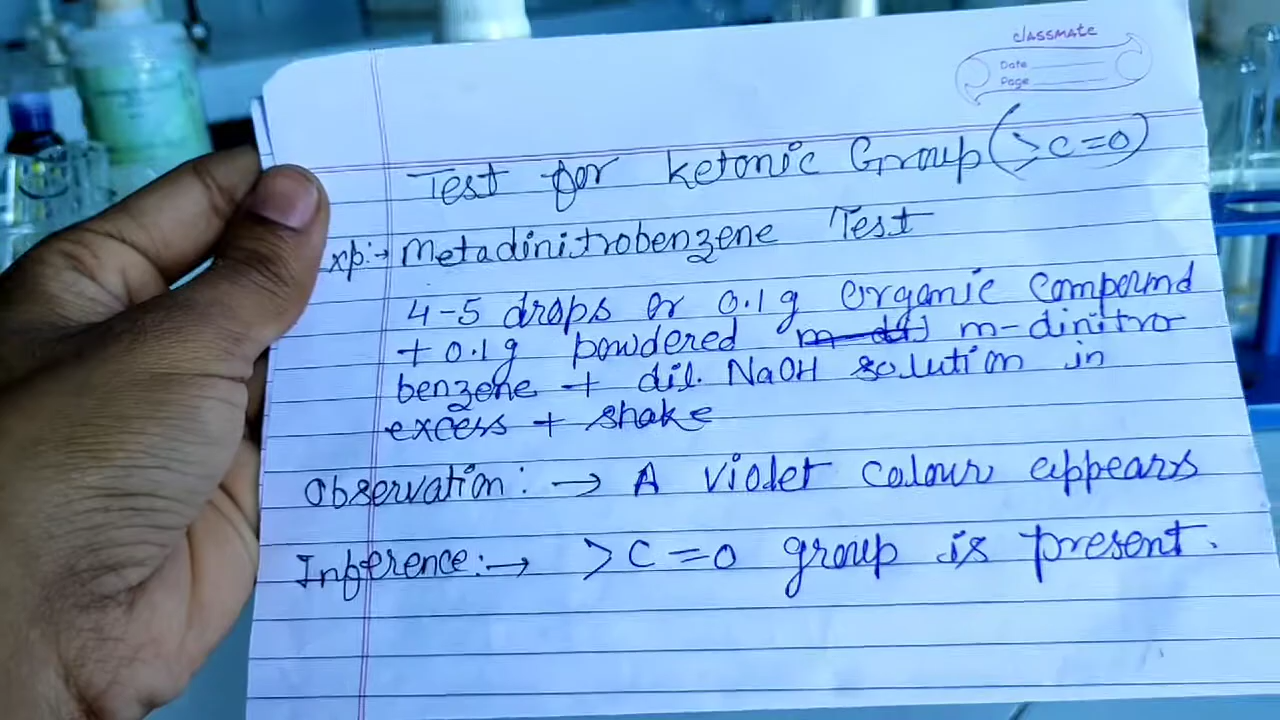 classmate
Date
Page
Test for Ketonic Group (>C=O)
xp:→ Metadinitrobenzene Test
4-5 drops or 0.1g organic compound
+ 0.1g powdered m-dinitro
benzene + dil. NaOH solution in
excess + shake
Observation:→ A violet colour appears
Inference:→ >C=O group is present.